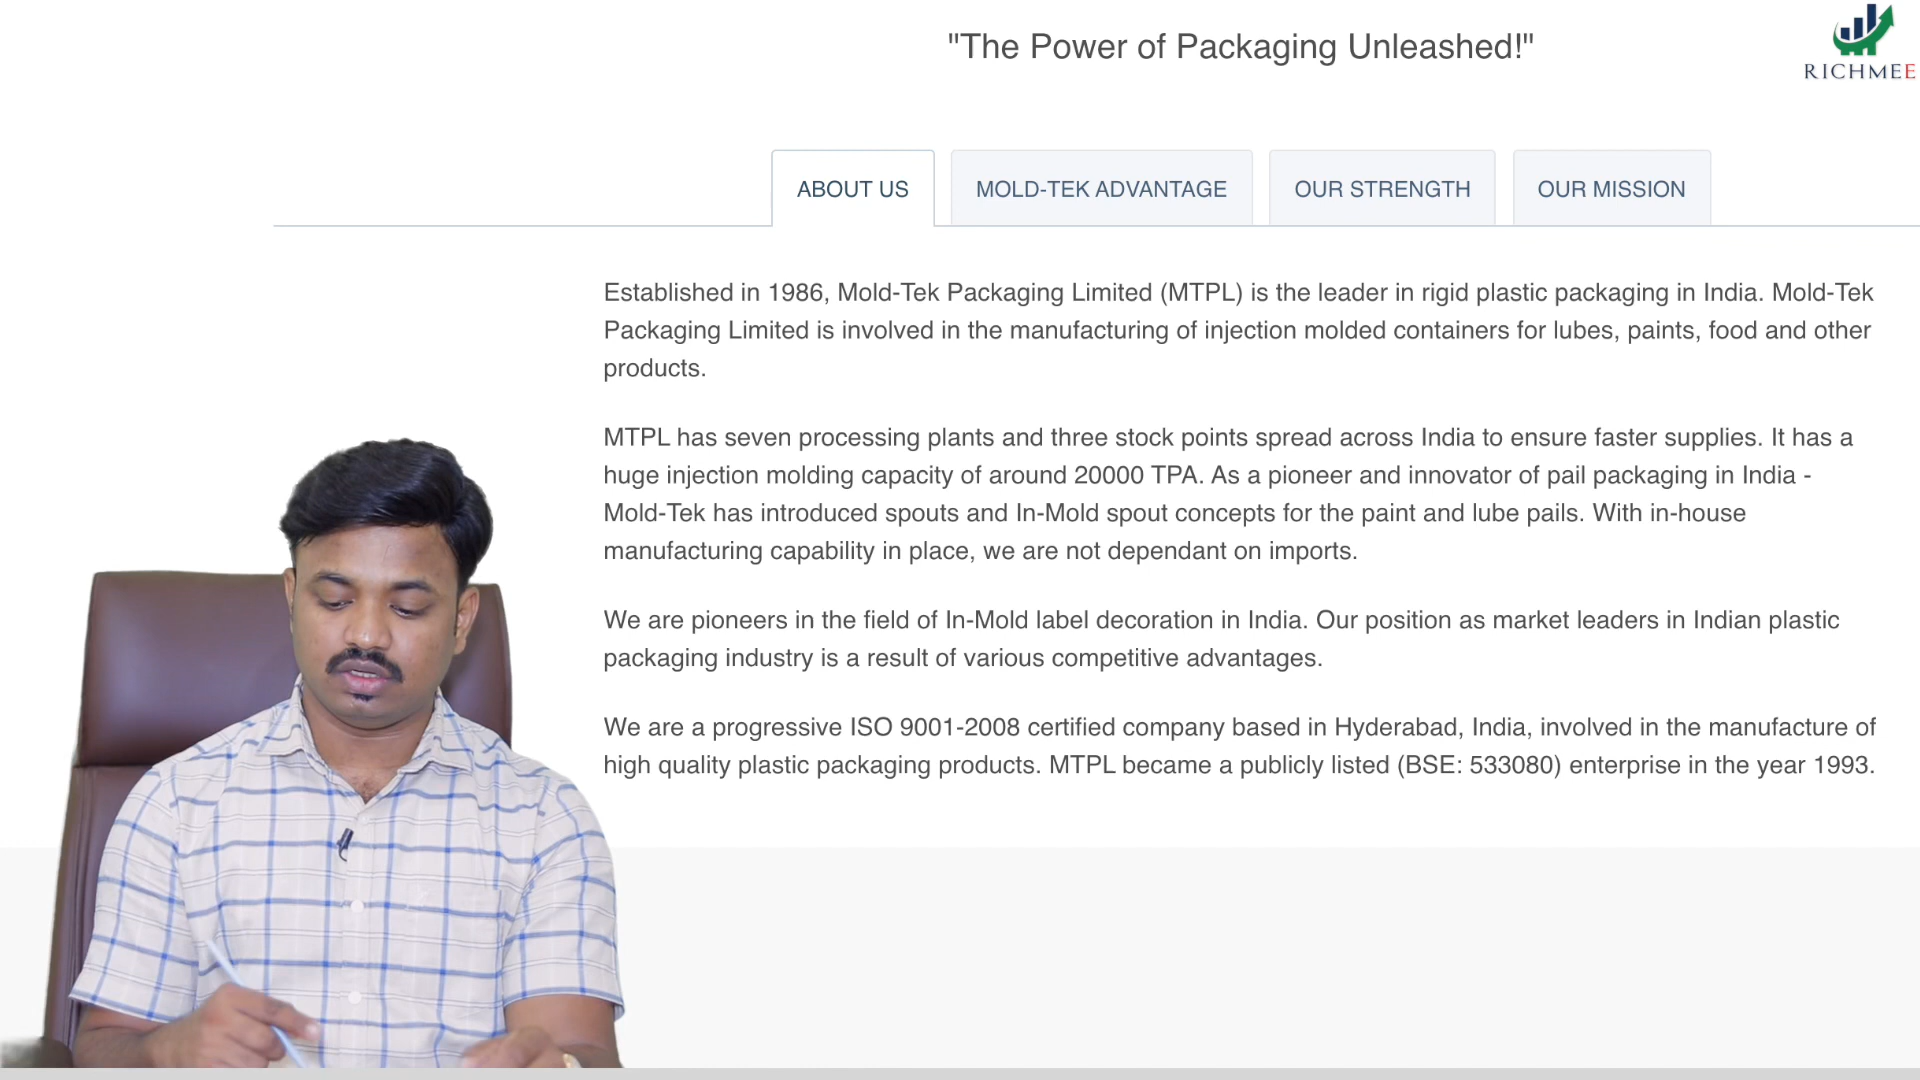 "The Power of Packaging Unleashed!"
RICHMEE
ABOUT US
MOLD-TEK ADVANTAGE
OUR STRENGTH
OUR MISSION
Established in 1986, Mold-Tek Packaging Limited (MTPL) is the leader in rigid plastic packaging in India. Mold-Tek
Packaging Limited is involved in the manufacturing of injection molded containers for lubes, paints, food and other
products.
MTPL has seven processing plants and three stock points spread across India to ensure faster supplies. It has a
huge injection molding capacity of around 20000 TPA. As a pioneer and innovator of pail packaging in India -
Mold-Tek has introduced spouts and In-Mold spout concepts for the paint and lube pails. With in-house
manufacturing capability in place, we are not dependant on imports.
We are pioneers in the field of In-Mold label decoration in India. Our position as market leaders in Indian plastic
packaging industry is a result of various competitive advantages.
We are a progressive ISO 9001-2008 certified company based in Hyderabad, India, involved in the manufacture of
high quality plastic packaging products. MTPL became a publicly listed (BSE: 533080) enterprise in the year 1993.